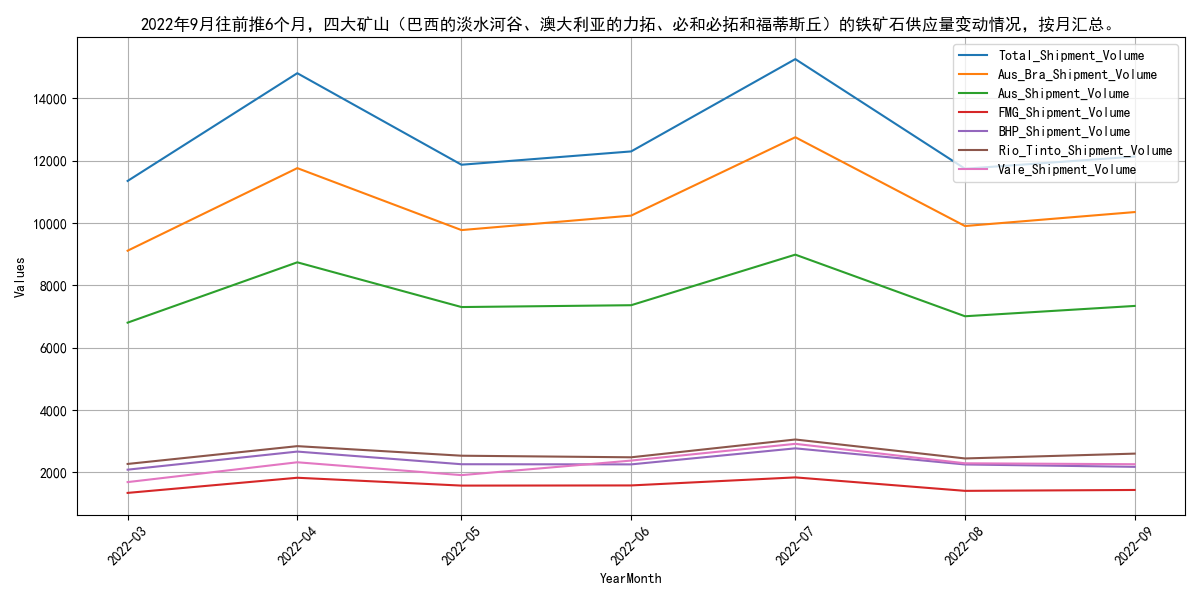 2022年9月往前推6个月，四大矿山（巴西的淡水河谷、澳大利亚的力拓、必和必拓和福蒂斯丘）的铁矿石供应量变动情况，按月汇总。
Total_Shipment_Volume
Aus_Bra_Shipment_Volume
Aus_Shipment_Volume
FMG_Shipment_Volume
BHP_Shipment_Volume
Rio_Tinto_Shipment_Volume
Vale_Shipment_Volume
14000
12000
10000
8000
6000
4000
2000
Values
2022-03
2022-04
2022-05
2022-06
2022-07
2022-08
2022-09
YearMonth